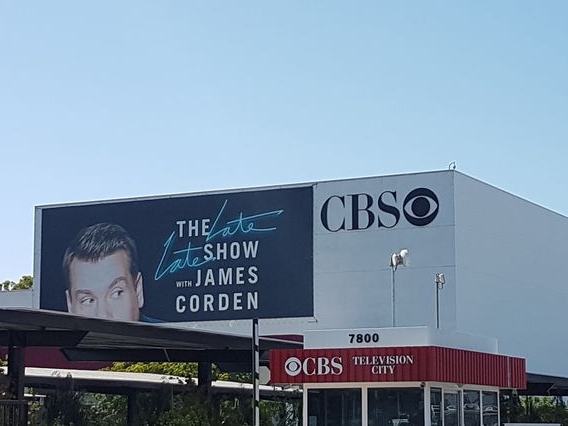 THE Late
Late SHOW
WITH JAMES
CORDEN
CBS
7800
CBS TELEVISION
CITY